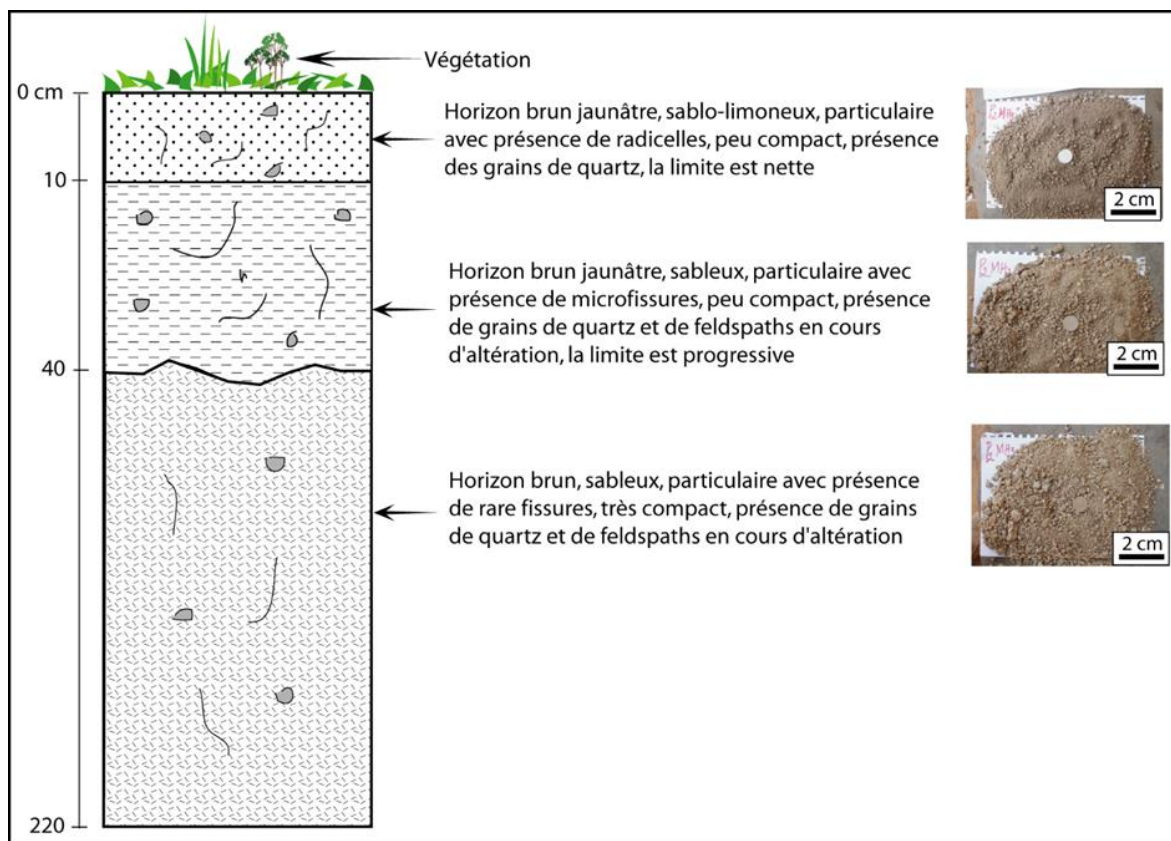 Végétation
0 cm
Horizon brun jaunâtre, sablo-limoneux, particulaire
avec présence de radicelles, peu compact, présence
des grains de quartz, la limite est nette
2 cm
10
Horizon brun jaunâtre, sableux, particulaire avec
présence de microfissures, peu compact, présence
de grains de quartz et de feldspaths en cours
d'altération, la limite est progressive
2 cm
40
Horizon brun, sableux, particulaire avec présence
de rare fissures, très compact, présence de grains
de quartz et de feldspaths en cours d'altération
2 cm
220